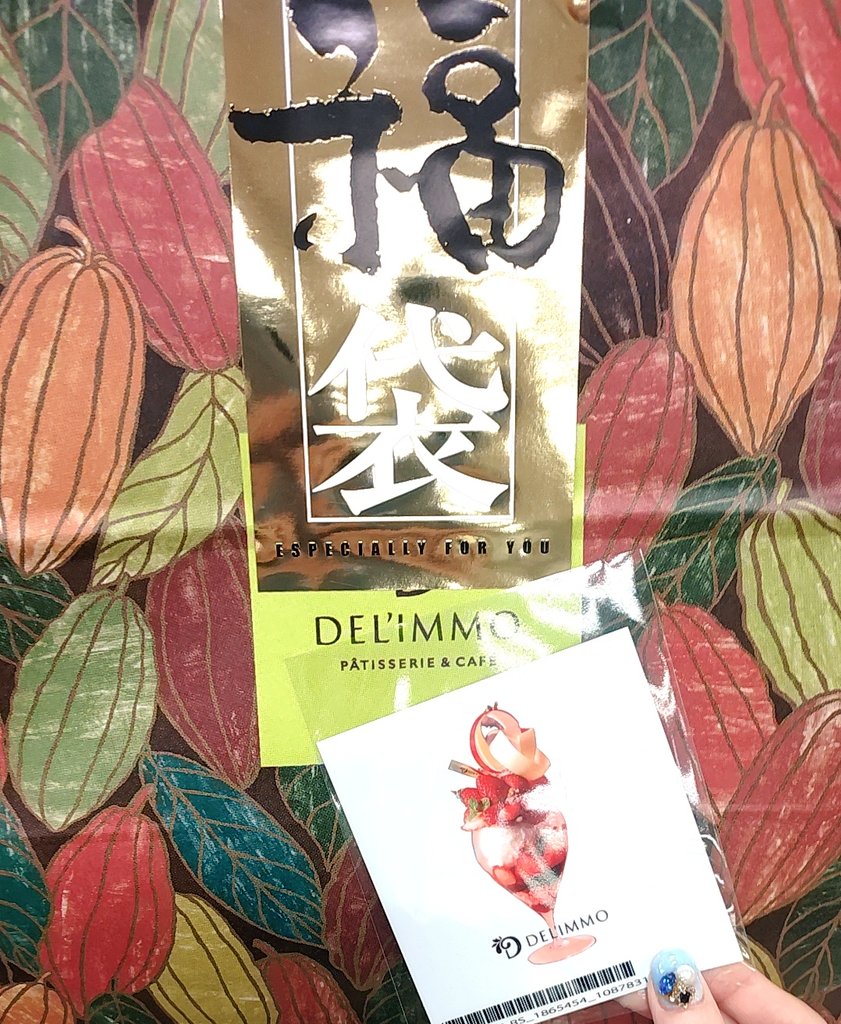 福
袋
ESPECIALLY FOR YOU
DEL'IMMO
PÂTISSERIE & CAFE
DEL'IMMO